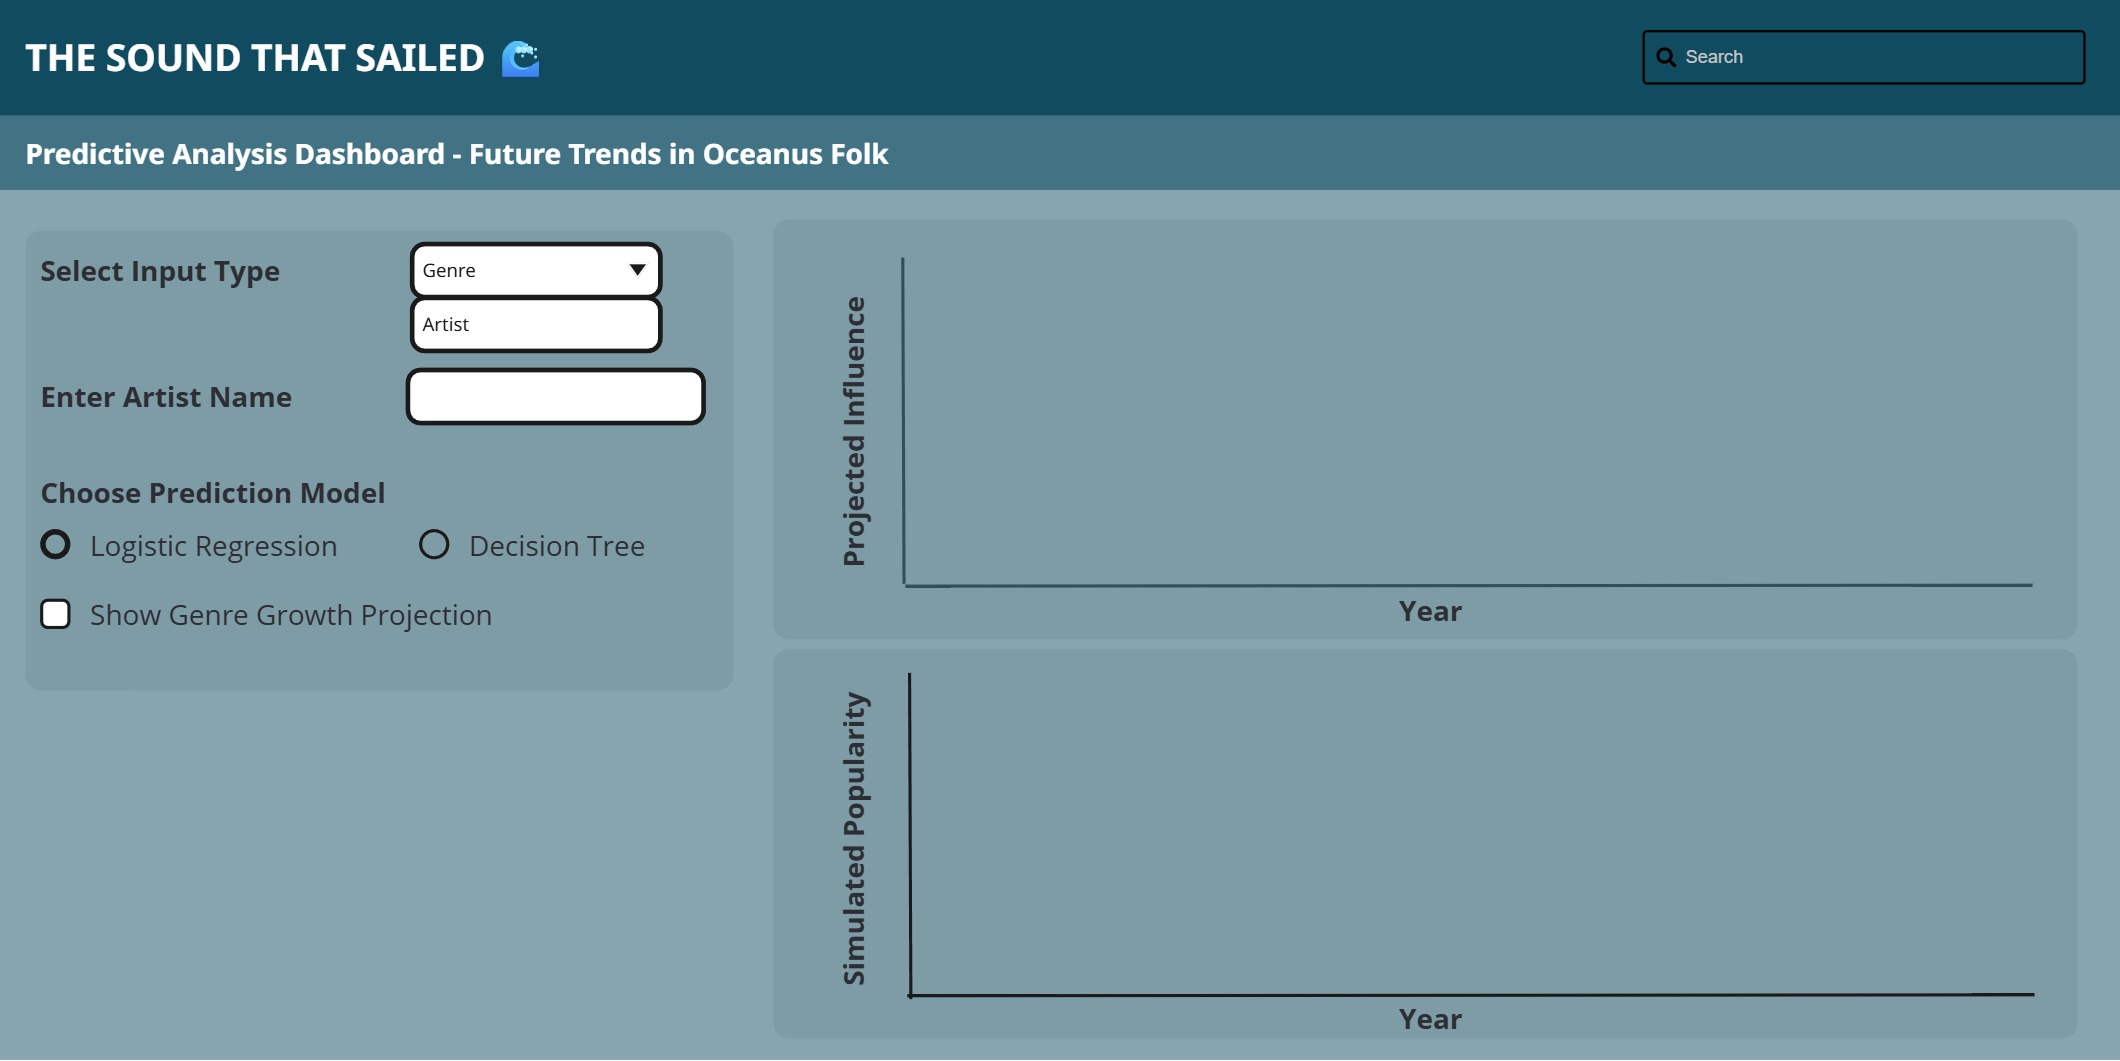 THE SOUND THAT SAILED
Search
Predictive Analysis Dashboard - Future Trends in Oceanus Folk
Select Input Type
Genre
Artist
Enter Artist Name
Choose Prediction Model
Logistic Regression
Decision Tree
Show Genre Growth Projection
Projected Influence
Year
Simulated Popularity
Year